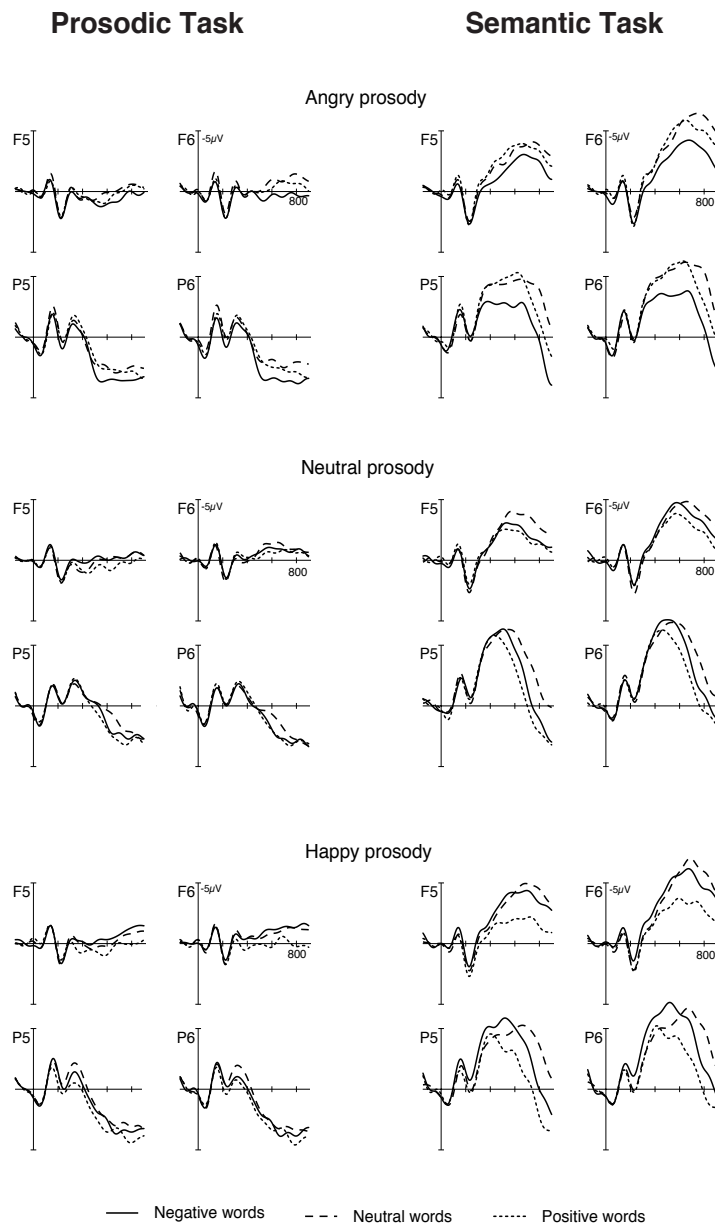 Prosodic Task Semantic Task
Angry prosody
F5 F6 -5µV F5 F6 -5µV
800 800
P5 P6 P5 P6
Neutral prosody
F5 F6 -5µV F5 F6 -5µV
800 800
P5 P6 P5 P6
Happy prosody
F5 F6 -5µV F5 F6 -5µV
800 800
P5 P6 P5 P6
Negative words Neutral words Positive words